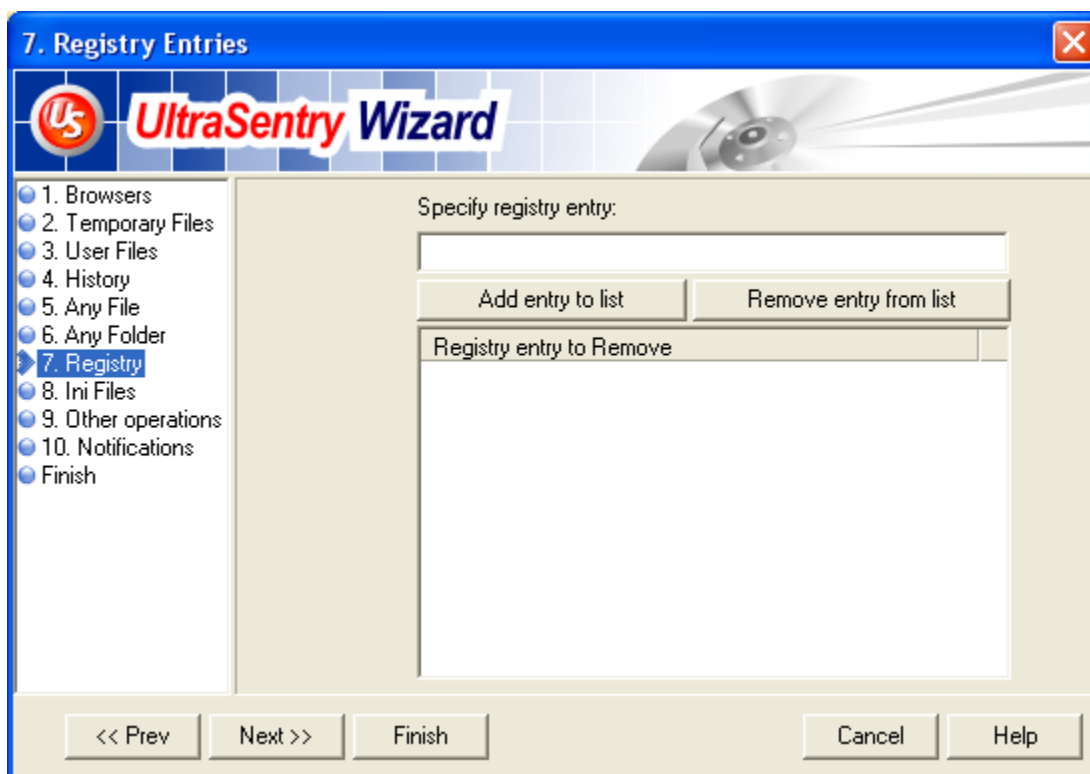 7. Registry Entries
US
UltraSentry Wizard
1. Browsers
2. Temporary Files
3. User Files
4. History
5. Any File
6. Any Folder
7. Registry
8. Ini Files
9. Other operations
10. Notifications
Finish
Specify registry entry:
Add entry to list
Remove entry from list
Registry entry to Remove
<< Prev
Next >>
Finish
Cancel
Help